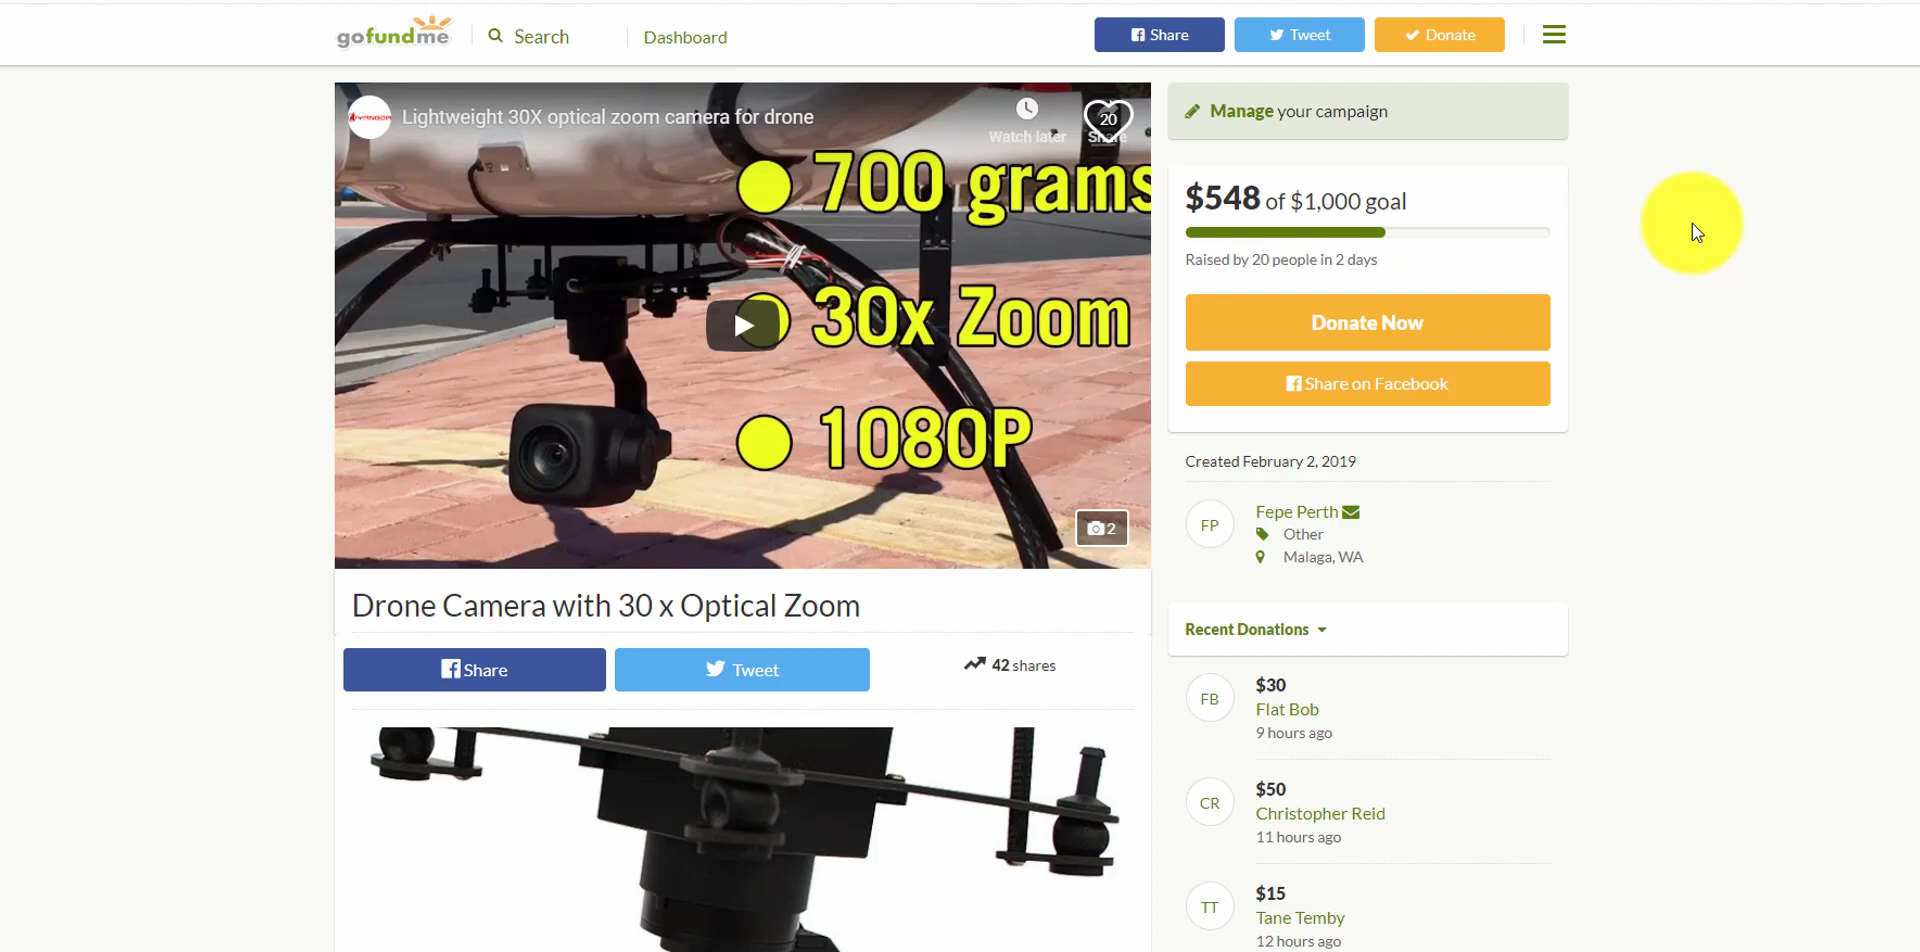 gofundme
Search
Dashboard
Share
Tweet
Donate
Lightweight 30X optical zoom camera for drone
Watch later
Share
20
700 grams
30x Zoom
1080P
2
Drone Camera with 30 x Optical Zoom
Share
Tweet
42 shares
Manage your campaign
$548 of $1,000 goal
Raised by 20 people in 2 days
Donate Now
Share on Facebook
Created February 2, 2019
FP
Fepe Perth
Other
Malaga, WA
Recent Donations
FB
$30
Flat Bob
9 hours ago
CR
$50
Christopher Reid
11 hours ago
TT
$15
Tane Temby
12 hours ago